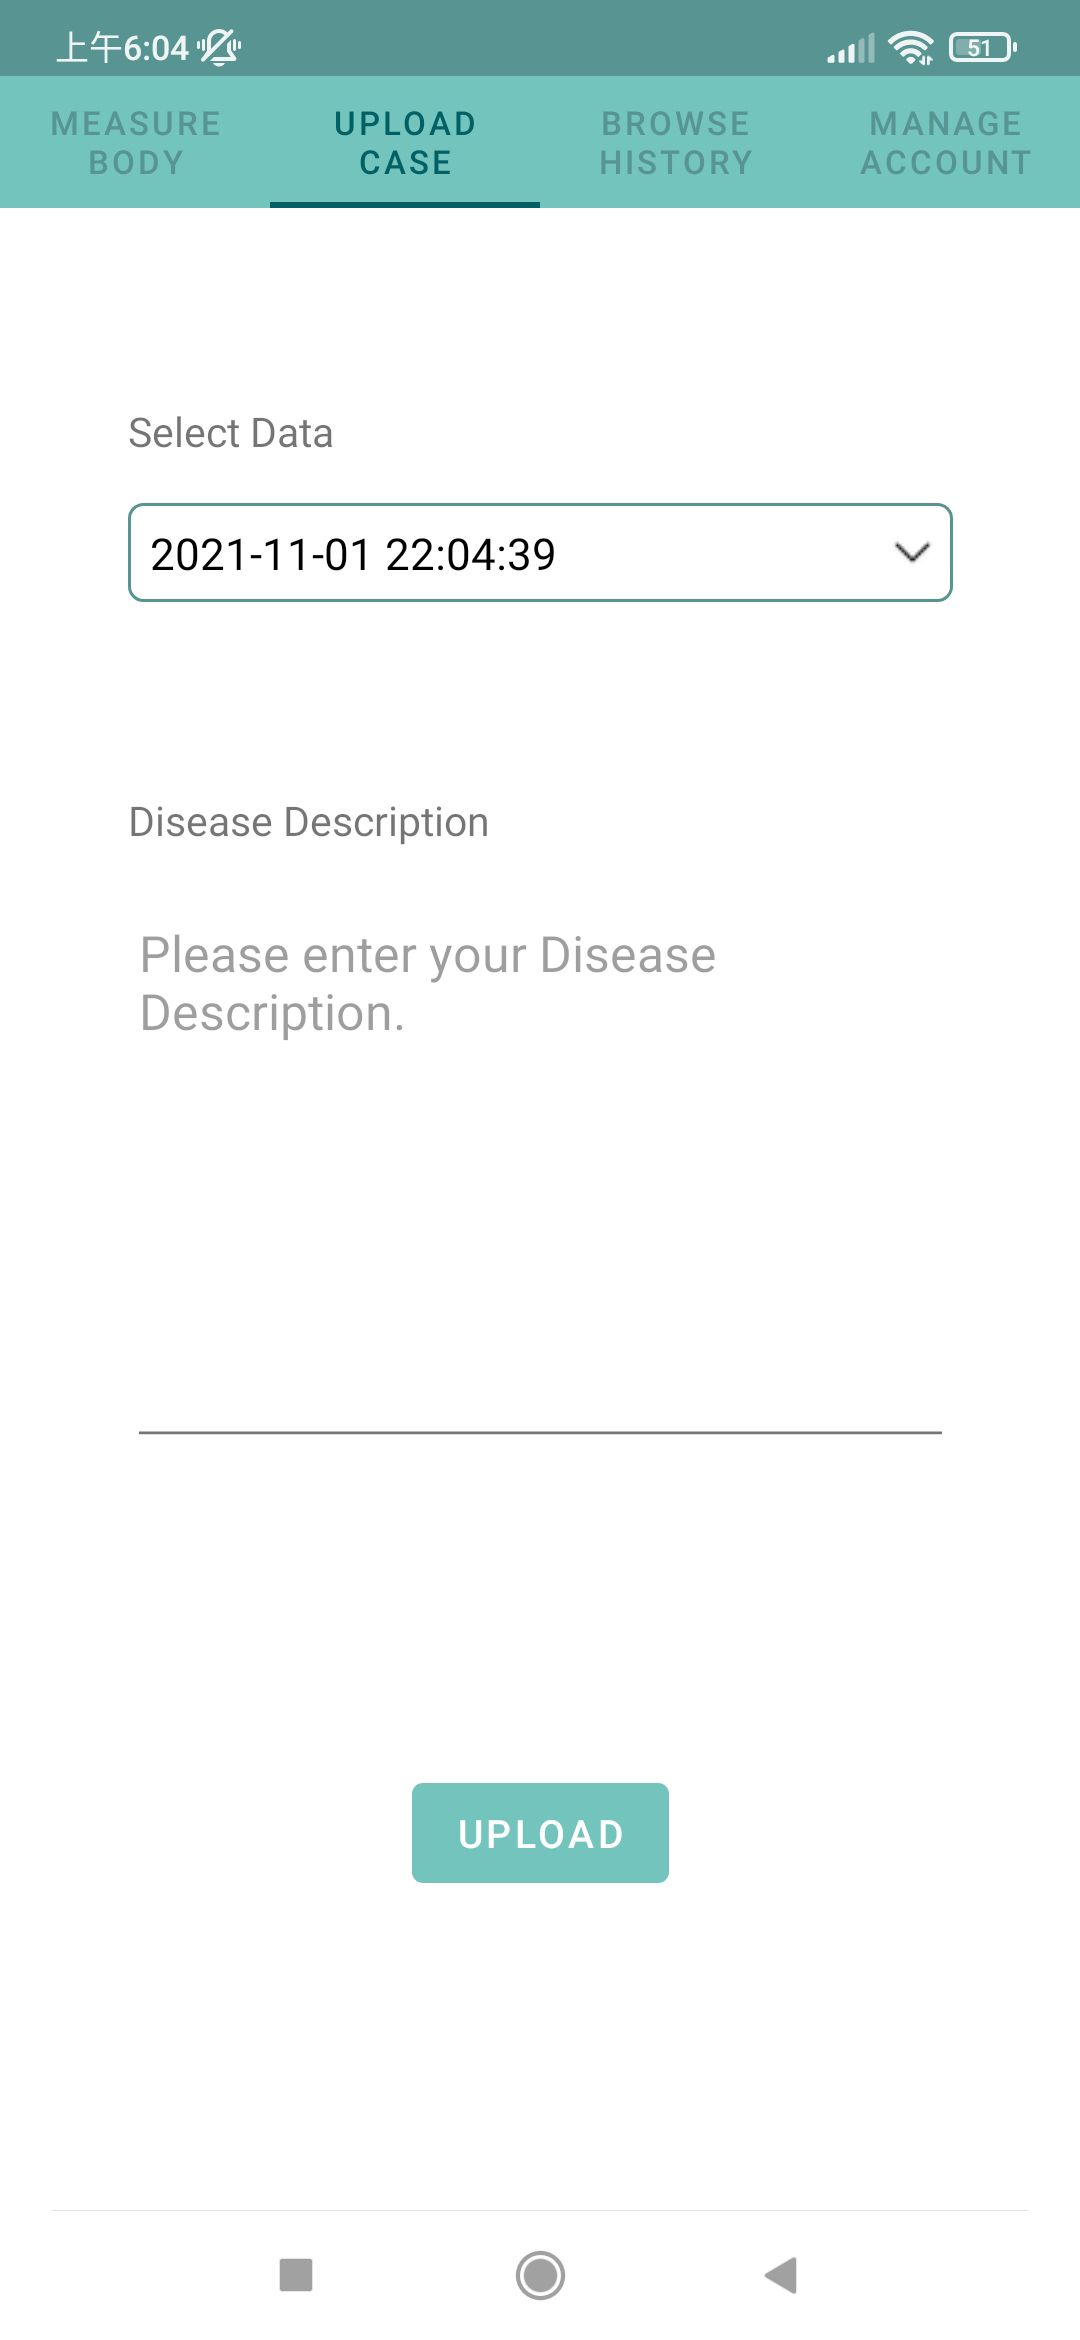 上午6:04 51
MEASURE BODY
UPLOAD CASE
BROWSE HISTORY
MANAGE ACCOUNT
Select Data
2021-11-01 22:04:39
Disease Description
Please enter your Disease
Description.
UPLOAD